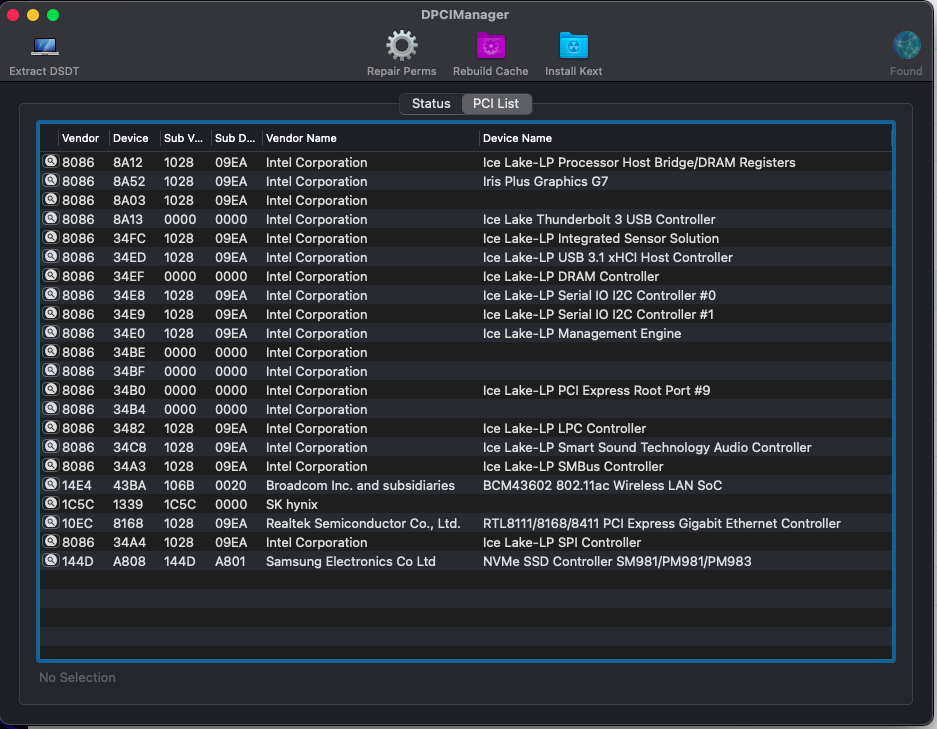 DPCIManager
Extract DSDT
Repair Perms
Rebuild Cache
Install Kext
Found
Status PCI List
Vendor Device Sub V... Sub D... Vendor Name Device Name
8086 8A12 1028 09EA Intel Corporation Ice Lake-LP Processor Host Bridge/DRAM Registers
8086 8A52 1028 09EA Intel Corporation Iris Plus Graphics G7
8086 8A03 1028 09EA Intel Corporation
8086 8A13 0000 0000 Intel Corporation Ice Lake Thunderbolt 3 USB Controller
8086 34FC 1028 09EA Intel Corporation Ice Lake-LP Integrated Sensor Solution
8086 34ED 1028 09EA Intel Corporation Ice Lake-LP USB 3.1 xHCI Host Controller
8086 34EF 0000 0000 Intel Corporation Ice Lake-LP DRAM Controller
8086 34E8 1028 09EA Intel Corporation Ice Lake-LP Serial IO I2C Controller #0
8086 34E9 1028 09EA Intel Corporation Ice Lake-LP Serial IO I2C Controller #1
8086 34E0 1028 09EA Intel Corporation Ice Lake-LP Management Engine
8086 34BE 0000 0000 Intel Corporation
8086 34BF 0000 0000 Intel Corporation
8086 34B0 0000 0000 Intel Corporation Ice Lake-LP PCI Express Root Port #9
8086 34B4 0000 0000 Intel Corporation
8086 3482 1028 09EA Intel Corporation Ice Lake-LP LPC Controller
8086 34C8 1028 09EA Intel Corporation Ice Lake-LP Smart Sound Technology Audio Controller
8086 34A3 1028 09EA Intel Corporation Ice Lake-LP SMBus Controller
14E4 43BA 106B 0020 Broadcom Inc. and subsidiaries BCM43602 802.11ac Wireless LAN SoC
1C5C 1339 1C5C 0000 SK hynix
10EC 8168 1028 09EA Realtek Semiconductor Co., Ltd. RTL8111/8168/8411 PCI Express Gigabit Ethernet Controller
8086 34A4 1028 09EA Intel Corporation Ice Lake-LP SPI Controller
144D A808 144D A801 Samsung Electronics Co Ltd NVMe SSD Controller SM981/PM981/PM983
No Selection